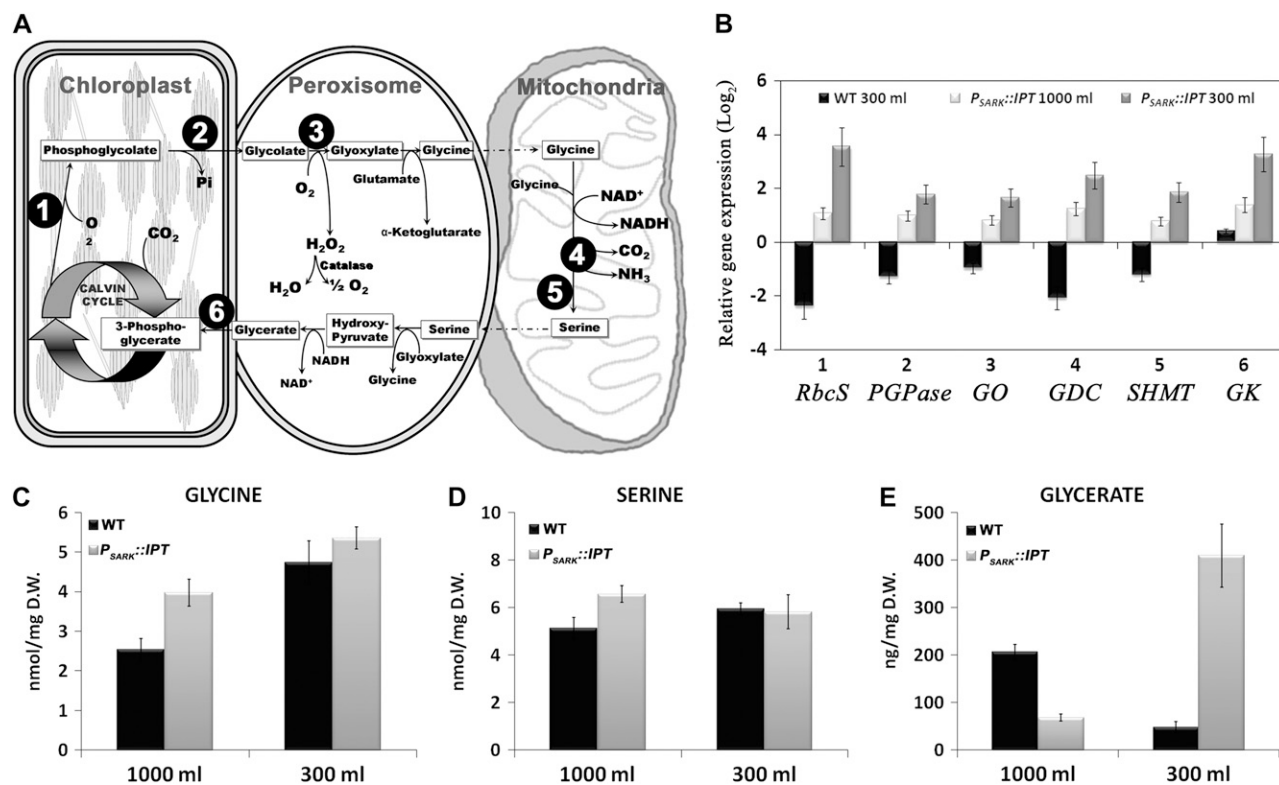 A
Chloroplast
Peroxisome
Mitochondria
Phosphoglycolate
2
Pi
1
O
2
CO2
CALVIN
CYCLE
3-Phospho-
glycerate
6
Glycolate
3
Glyoxylate
Glycine
O2
Glutamate
α-Ketoglutarate
H2O2
Catalase
H2O
½ O2
Glycerate
Hydroxy-
Pyruvate
Serine
NADH
NAD+
Glyoxylate
Glycine
Glycine
Glycine
NAD+
NADH
4
CO2
NH3
5
Serine
B
Relative gene expression (Log2)
WT 300 ml
PSARK::IPT 1000 ml
PSARK::IPT 300 ml
6
4
2
0
-2
-4
1 2 3 4 5 6
RbcS PGPase GO GDC SHMT GK
C
GLYCINE
nmol/mg D.W.
WT
PSARK::IPT
6
5
4
3
2
1
0
1000 ml 300 ml
D
SERINE
nmol/mg D.W.
WT
PSARK::IPT
10
8
6
4
2
0
1000 ml 300 ml
E
GLYCERATE
ng/mg D.W.
WT
PSARK::IPT
500
400
300
200
100
0
1000 ml 300 ml